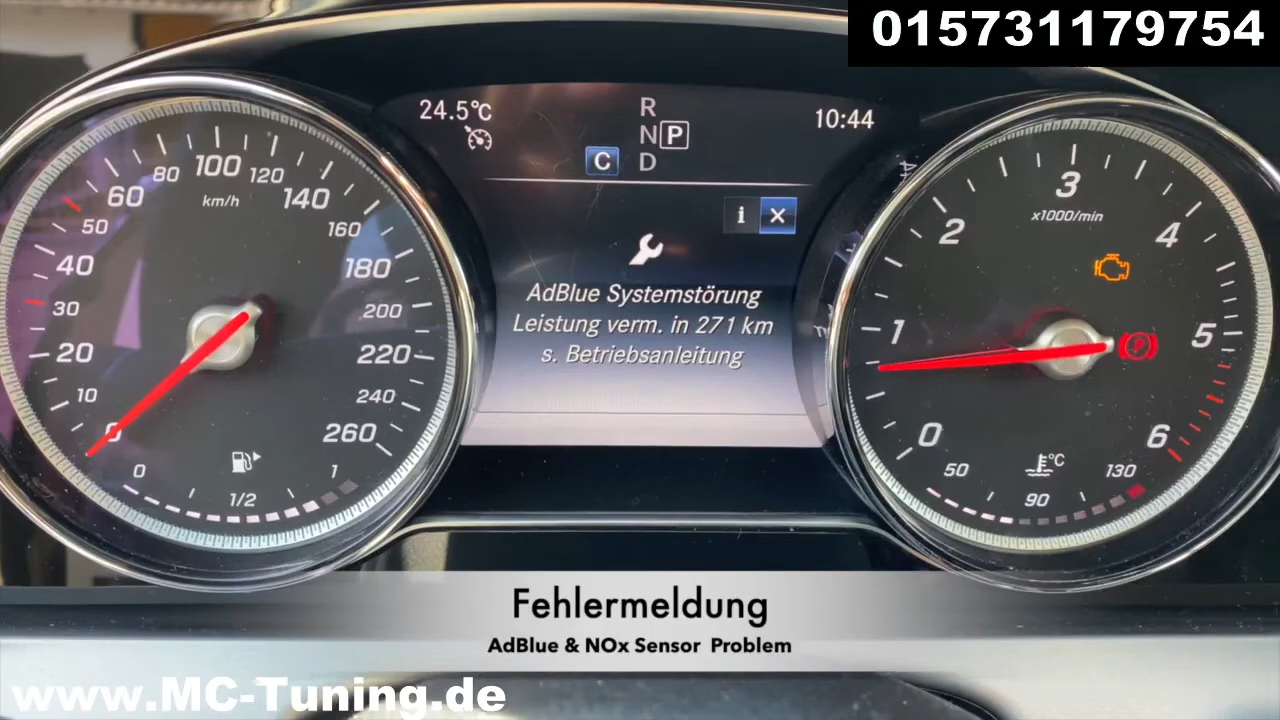 015731179754
24.5°C
R
N P
D
C
10:44
i ×
AdBlue Systemstörung
Leistung verm. in 271 km
s. Betriebsanleitung
0
10
20
30
40
50
60
80
100
120
140
160
180
200
220
240
260
km/h
0
1/2
1
0
1
2
3
4
5
6
x1000/min
P
50
90
130
°C
Fehlermeldung
AdBlue & NOx Sensor Problem
www.MC-Tuning.de